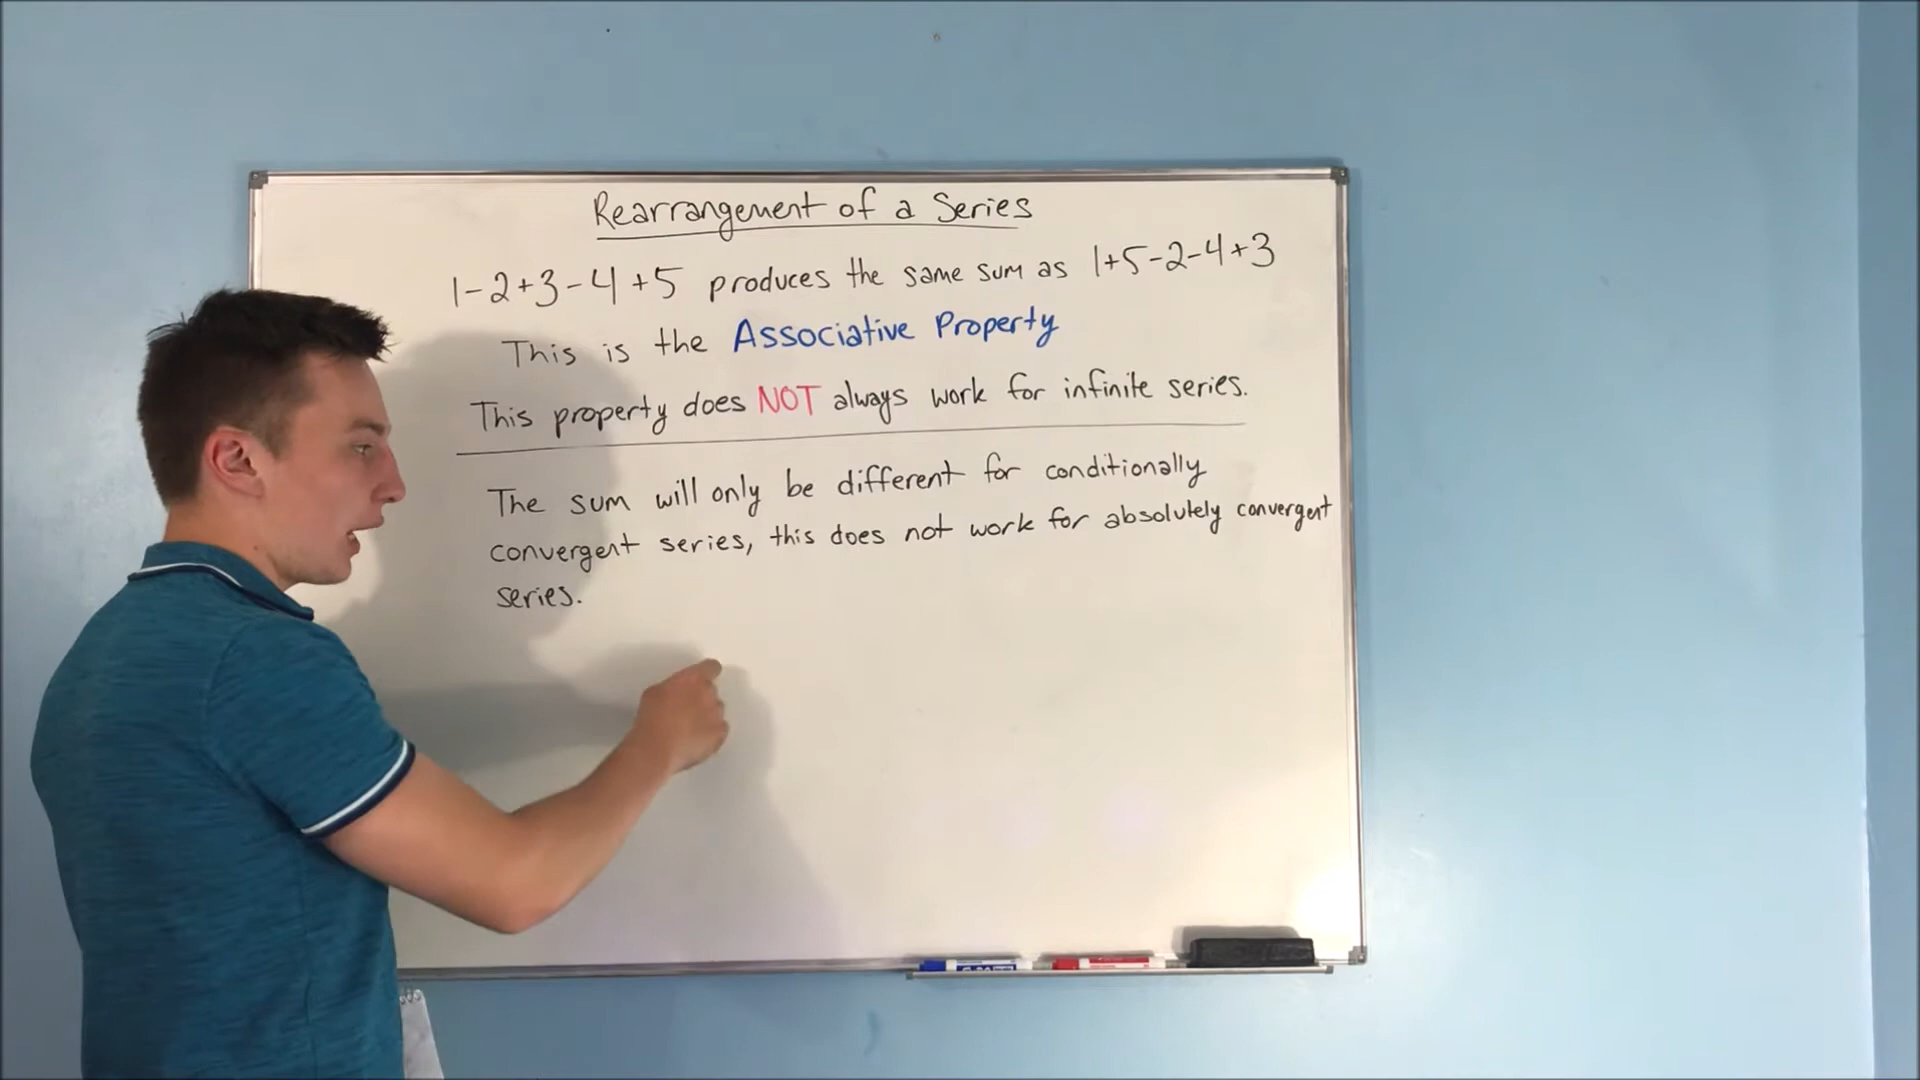 Rearrangement of a Series
1-2+3-4+5 produces the same sum as 1+5-2-4+3
This is the Associative Property
This property does NOT always work for infinite series.
The sum will only be different for conditionally
convergent series, this does not work for absolutely convergent
series.